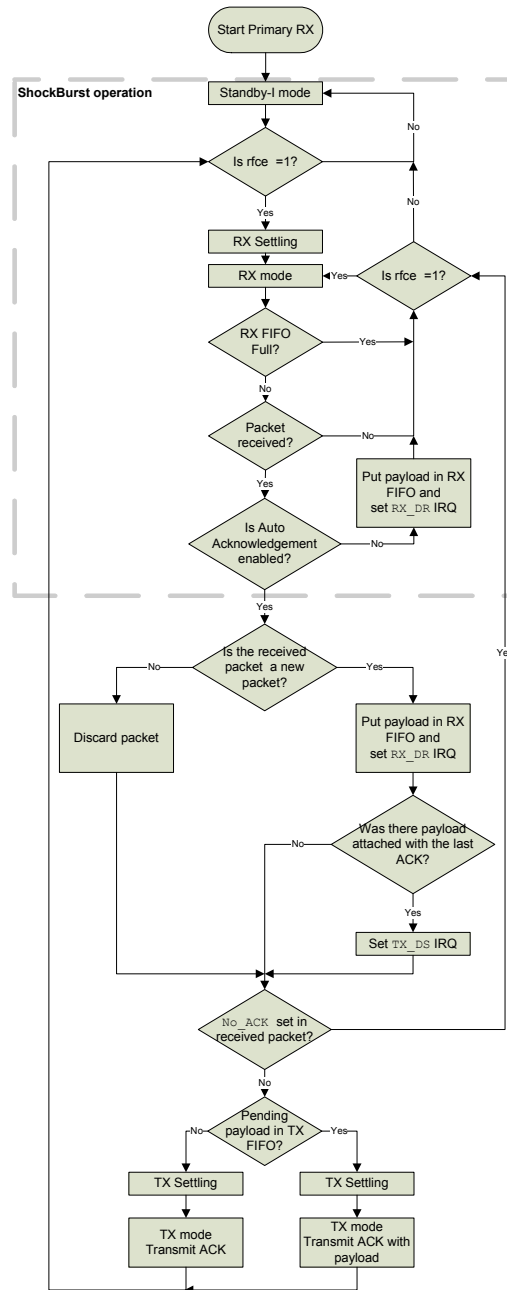 Start Primary RX
ShockBurst operation
Standby-I mode
No
Is rfce =1?
No
Yes
RX Settling
RX mode
Yes
Is rfce =1?
RX FIFO
Full?
Yes
No
Packet
received?
No
Put payload in RX
FIFO and
set RX_DR IRQ
Yes
Is Auto
Acknowledgement
enabled?
No
Yes
Is the received
packet a new
packet?
No
Yes
Ye
Discard packet
Put payload in RX
FIFO and
set RX_DR IRQ
Was there payload
attached with the last
ACK?
No
Yes
Set TX_DS IRQ
No_ACK set in
received packet?
No
Pending
payload in TX
FIFO?
No
Yes
TX Settling
TX Settling
TX mode
Transmit ACK
TX mode
Transmit ACK with
payload